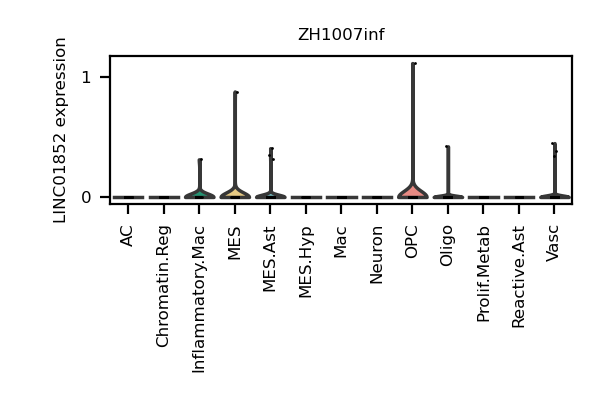 ZH1007inf
LINC01852 expression
1
0
AC
Chromatin.Reg
Inflammatory.Mac
MES
MES.Ast
MES.Hyp
Mac
Neuron
OPC
Oligo
Prolif.Metab
Reactive.Ast
Vasc